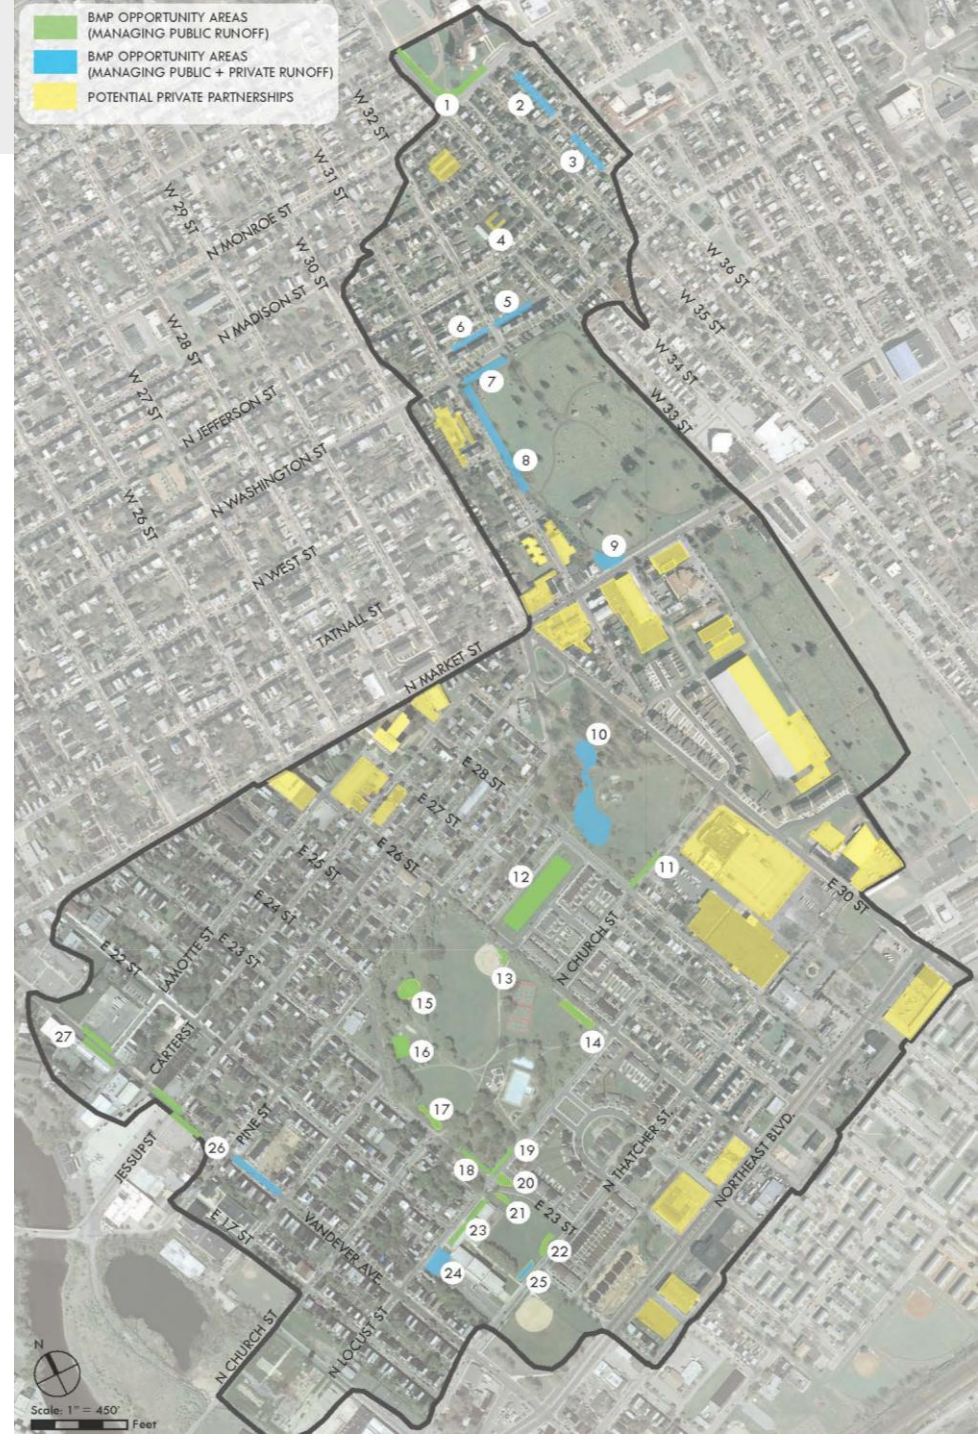 BMP OPPORTUNITY AREAS
(MANAGING PUBLIC RUNOFF)
BMP OPPORTUNITY AREAS
(MANAGING PUBLIC + PRIVATE RUNOFF)
POTENTIAL PRIVATE PARTNERSHIPS
1
2
W 32 ST
3
W 31 ST
W 29 ST
N MONROE ST
4
W 30 ST
W 36 ST
N MADISON ST
5
W 35 ST
W 28 ST
6
W 34 ST
7
W 27 ST
W 33 ST
N JEFFERSON ST
8
N WASHINGTON ST
W 26 ST
9
N WEST ST
TATNALL ST
N MARKET ST
10
E 28 ST
E 27 ST
E 26 ST
E 25 ST
11
12
E 30 ST
E 24 ST
N CHURCH ST
LAMOTTE ST
E 23 ST
E 22 ST
13
15
14
27
CARTER ST
16
17
PINE ST
JESSUP ST
26
19
N THATCHER ST.
NORTHEAST BLVD.
18
20
21
E 23 ST
E 17 ST
VANDEVER AVE
23
22
24
25
N CHURCH ST
N LOCUST ST
N
Scale: 1" = 450'
Feet